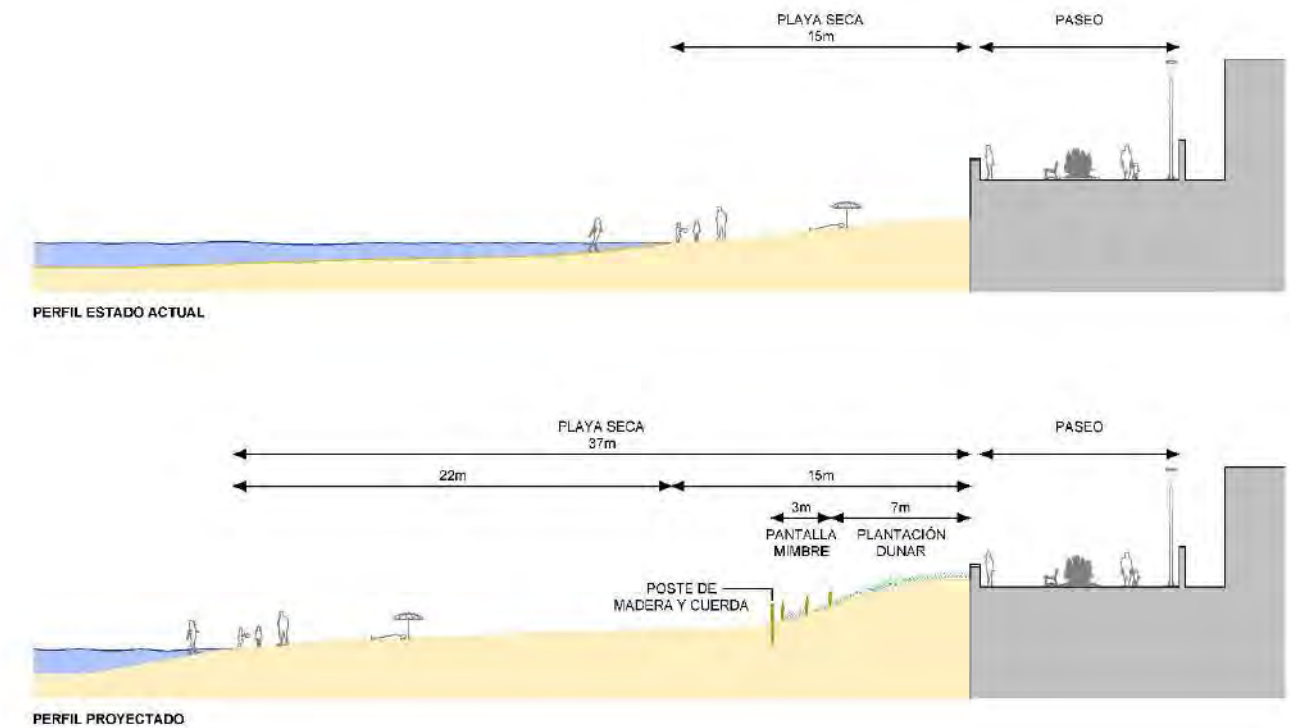 PLAYA SECA
15m
PASEO
PERFIL ESTADO ACTUAL
PLAYA SECA
37m
PASEO
22m
15m
3m
7m
PANTALLA
MIMBRE
PLANTACIÓN
DUNAR
POSTE DE
MADERA Y CUERDA
PERFIL PROYECTADO